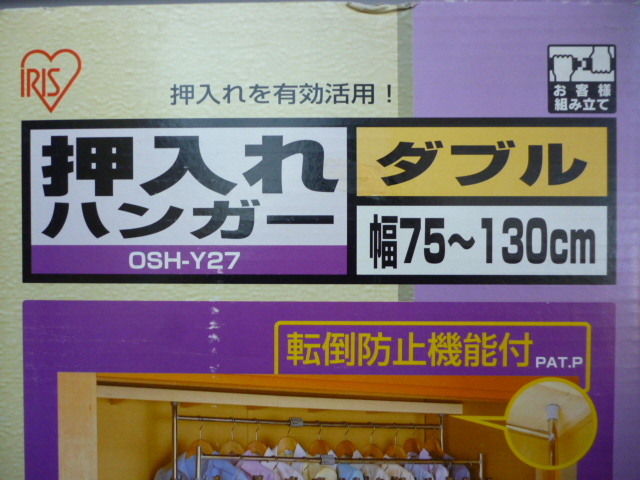 IRIS
押入れを有効活用!
お客様
組み立て
押入れ
ハンガー
OSH-Y27
ダブル
幅75～130cm
転倒防止機能付 PAT.P